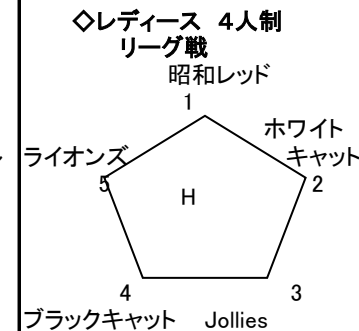 ◇レディース 4人制
リーグ戦
昭和レッド
1
ホワイト
キャット
ライオンズ
5
2
H
4
3
ブラックキャット
Jollies